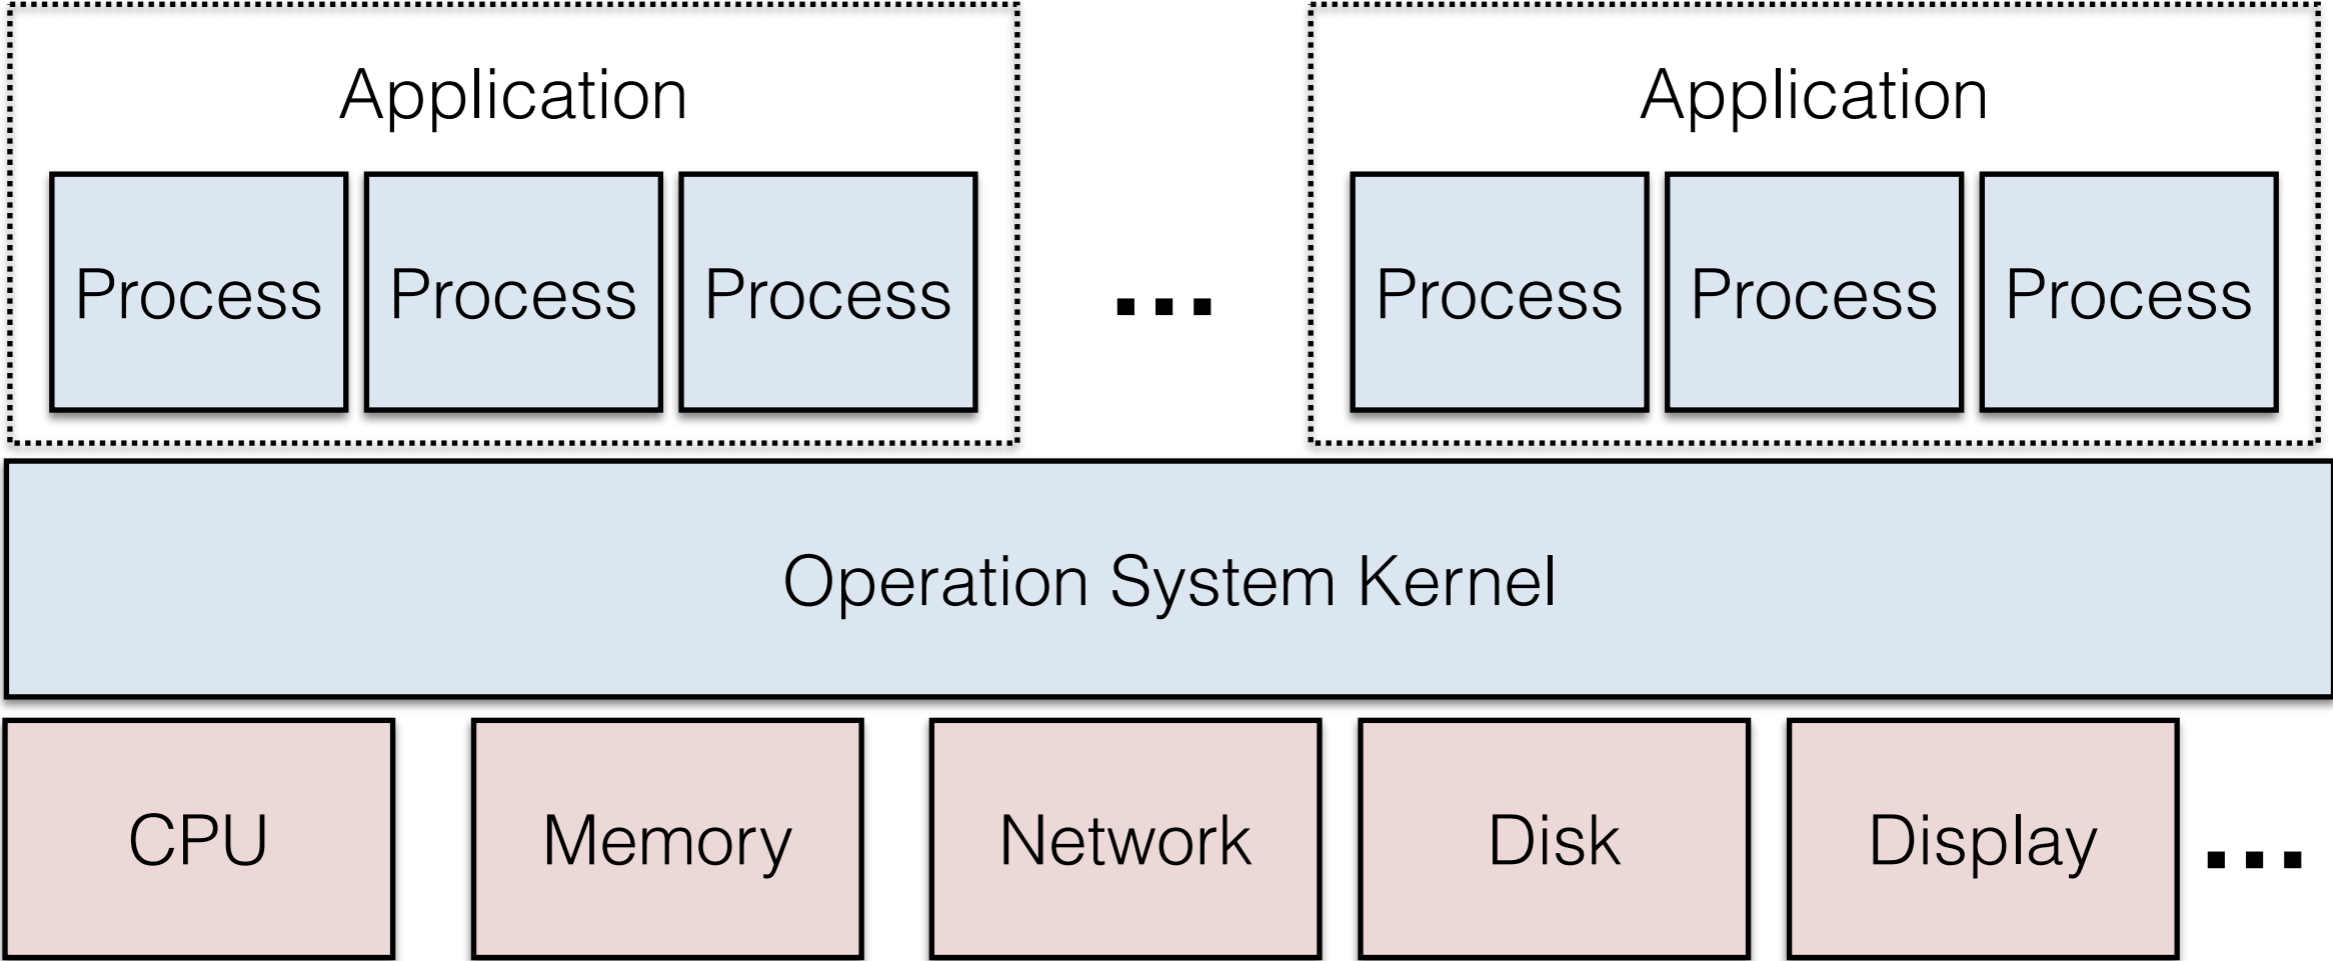 Application
Application
Process Process Process ... Process Process Process
Operation System Kernel
CPU Memory Network Disk Display ...